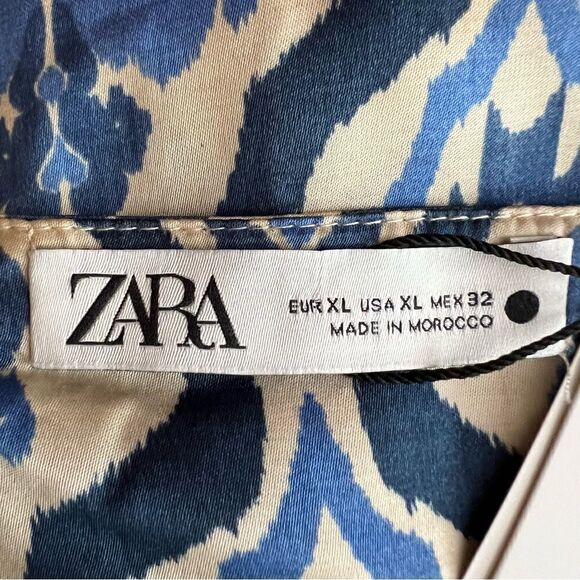 ZARA
EUR XL USA XL MEX 32
MADE IN MOROCCO